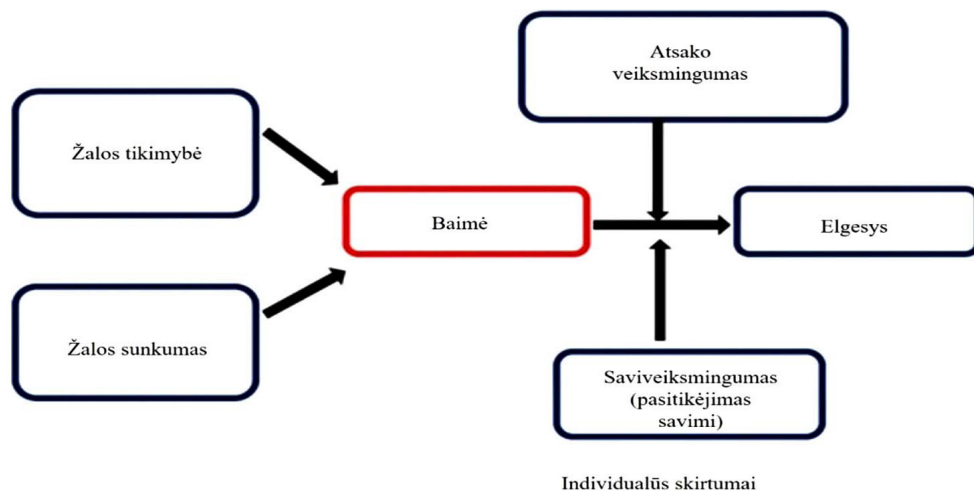 Atsako
veiksmingumas
Žalos tikimybė
Baimė
Elgesys
Žalos sunkumas
Saviveiksmingumas
(pasitikėjimas
savimi)
Individualūs skirtumai